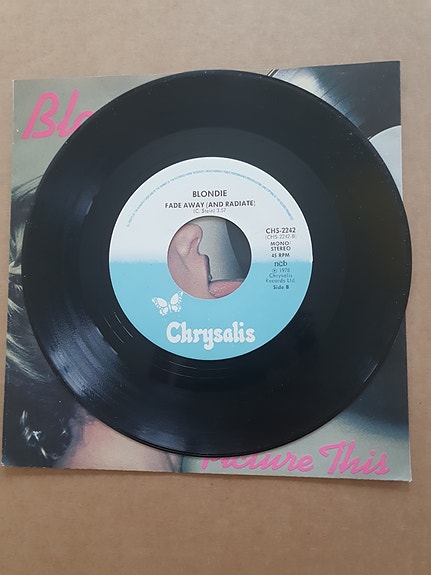 Blo
BLONDIE
FADE AWAY (AND RADIATE)
(C. Stein) 3.57
CHS-2242
(CHS-2242-B)
MONO/
STEREO
45 RPM
ncb
℗ 1978
Chrysalis
Records Ltd.
Side B
Chrysalis
Picture This